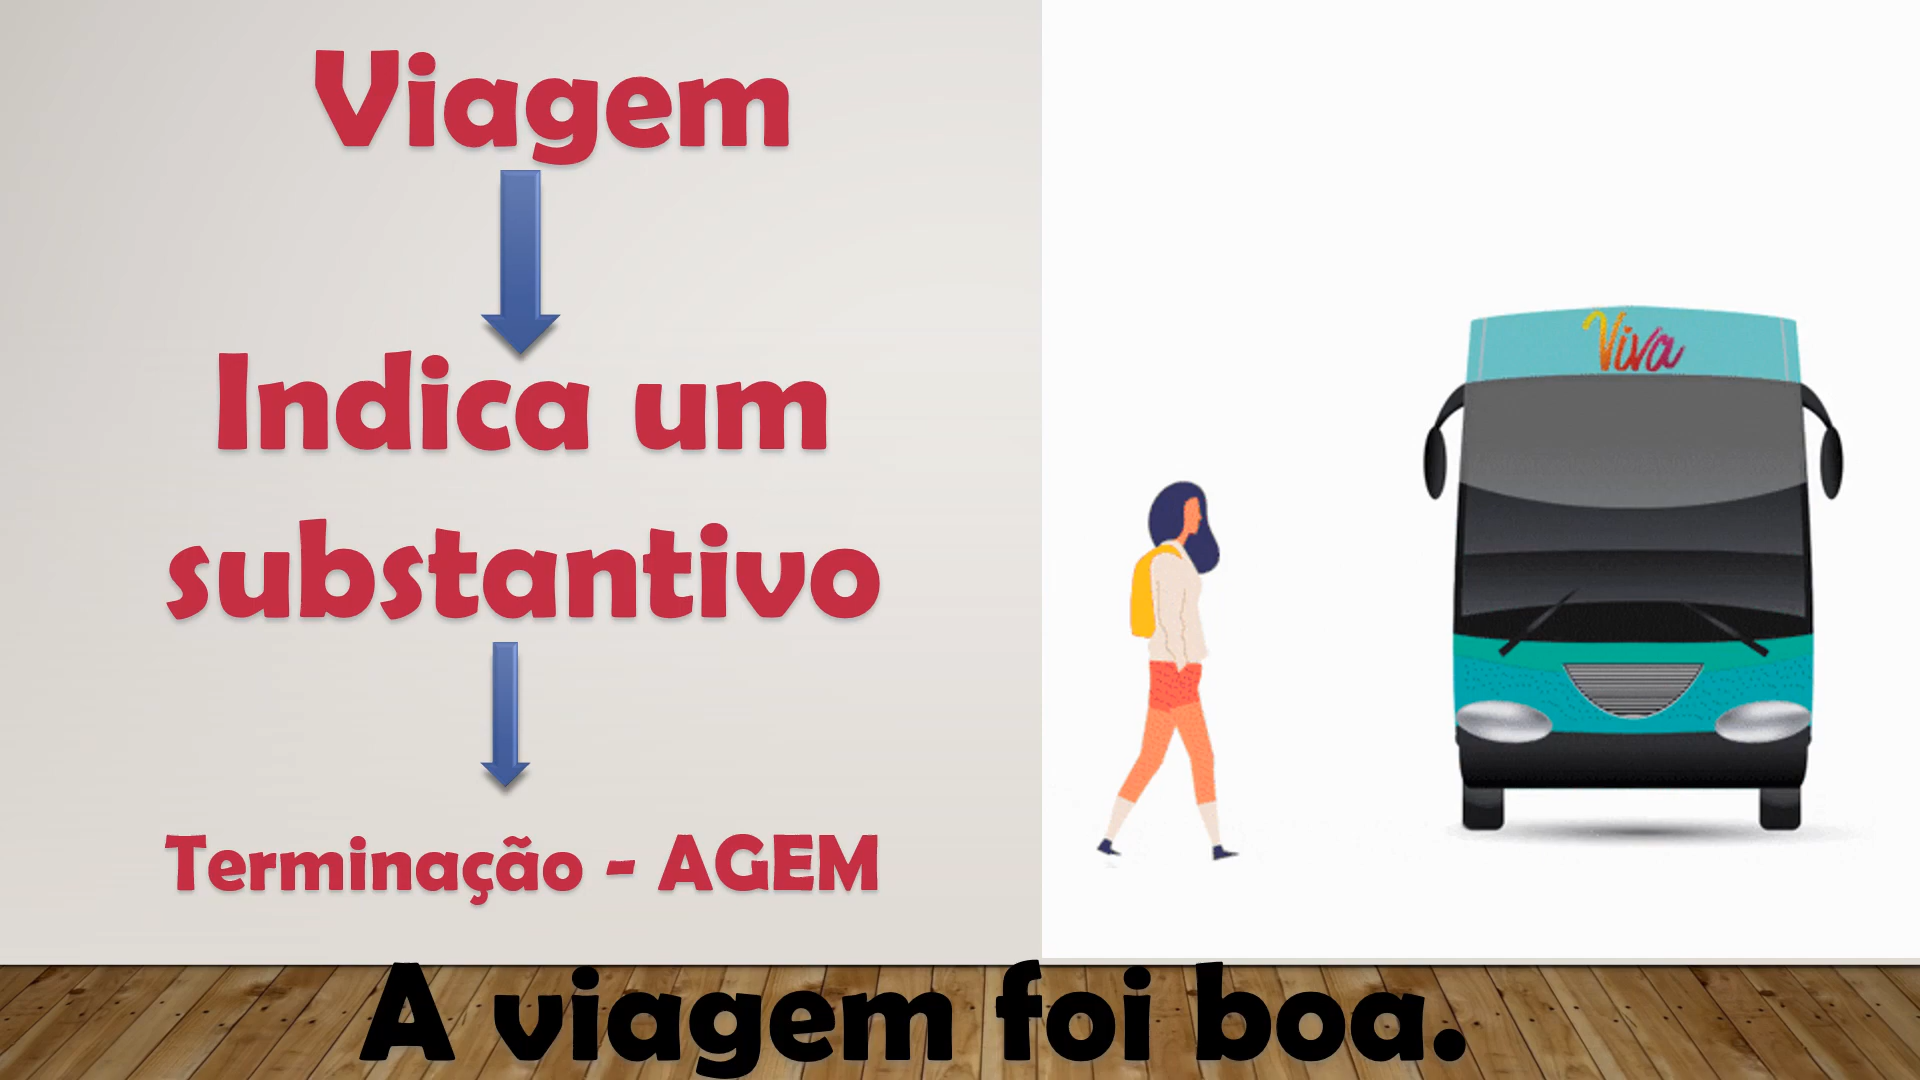 Viagem
Indica um
substantivo
Terminação - AGEM
Viva
A viagem foi boa.